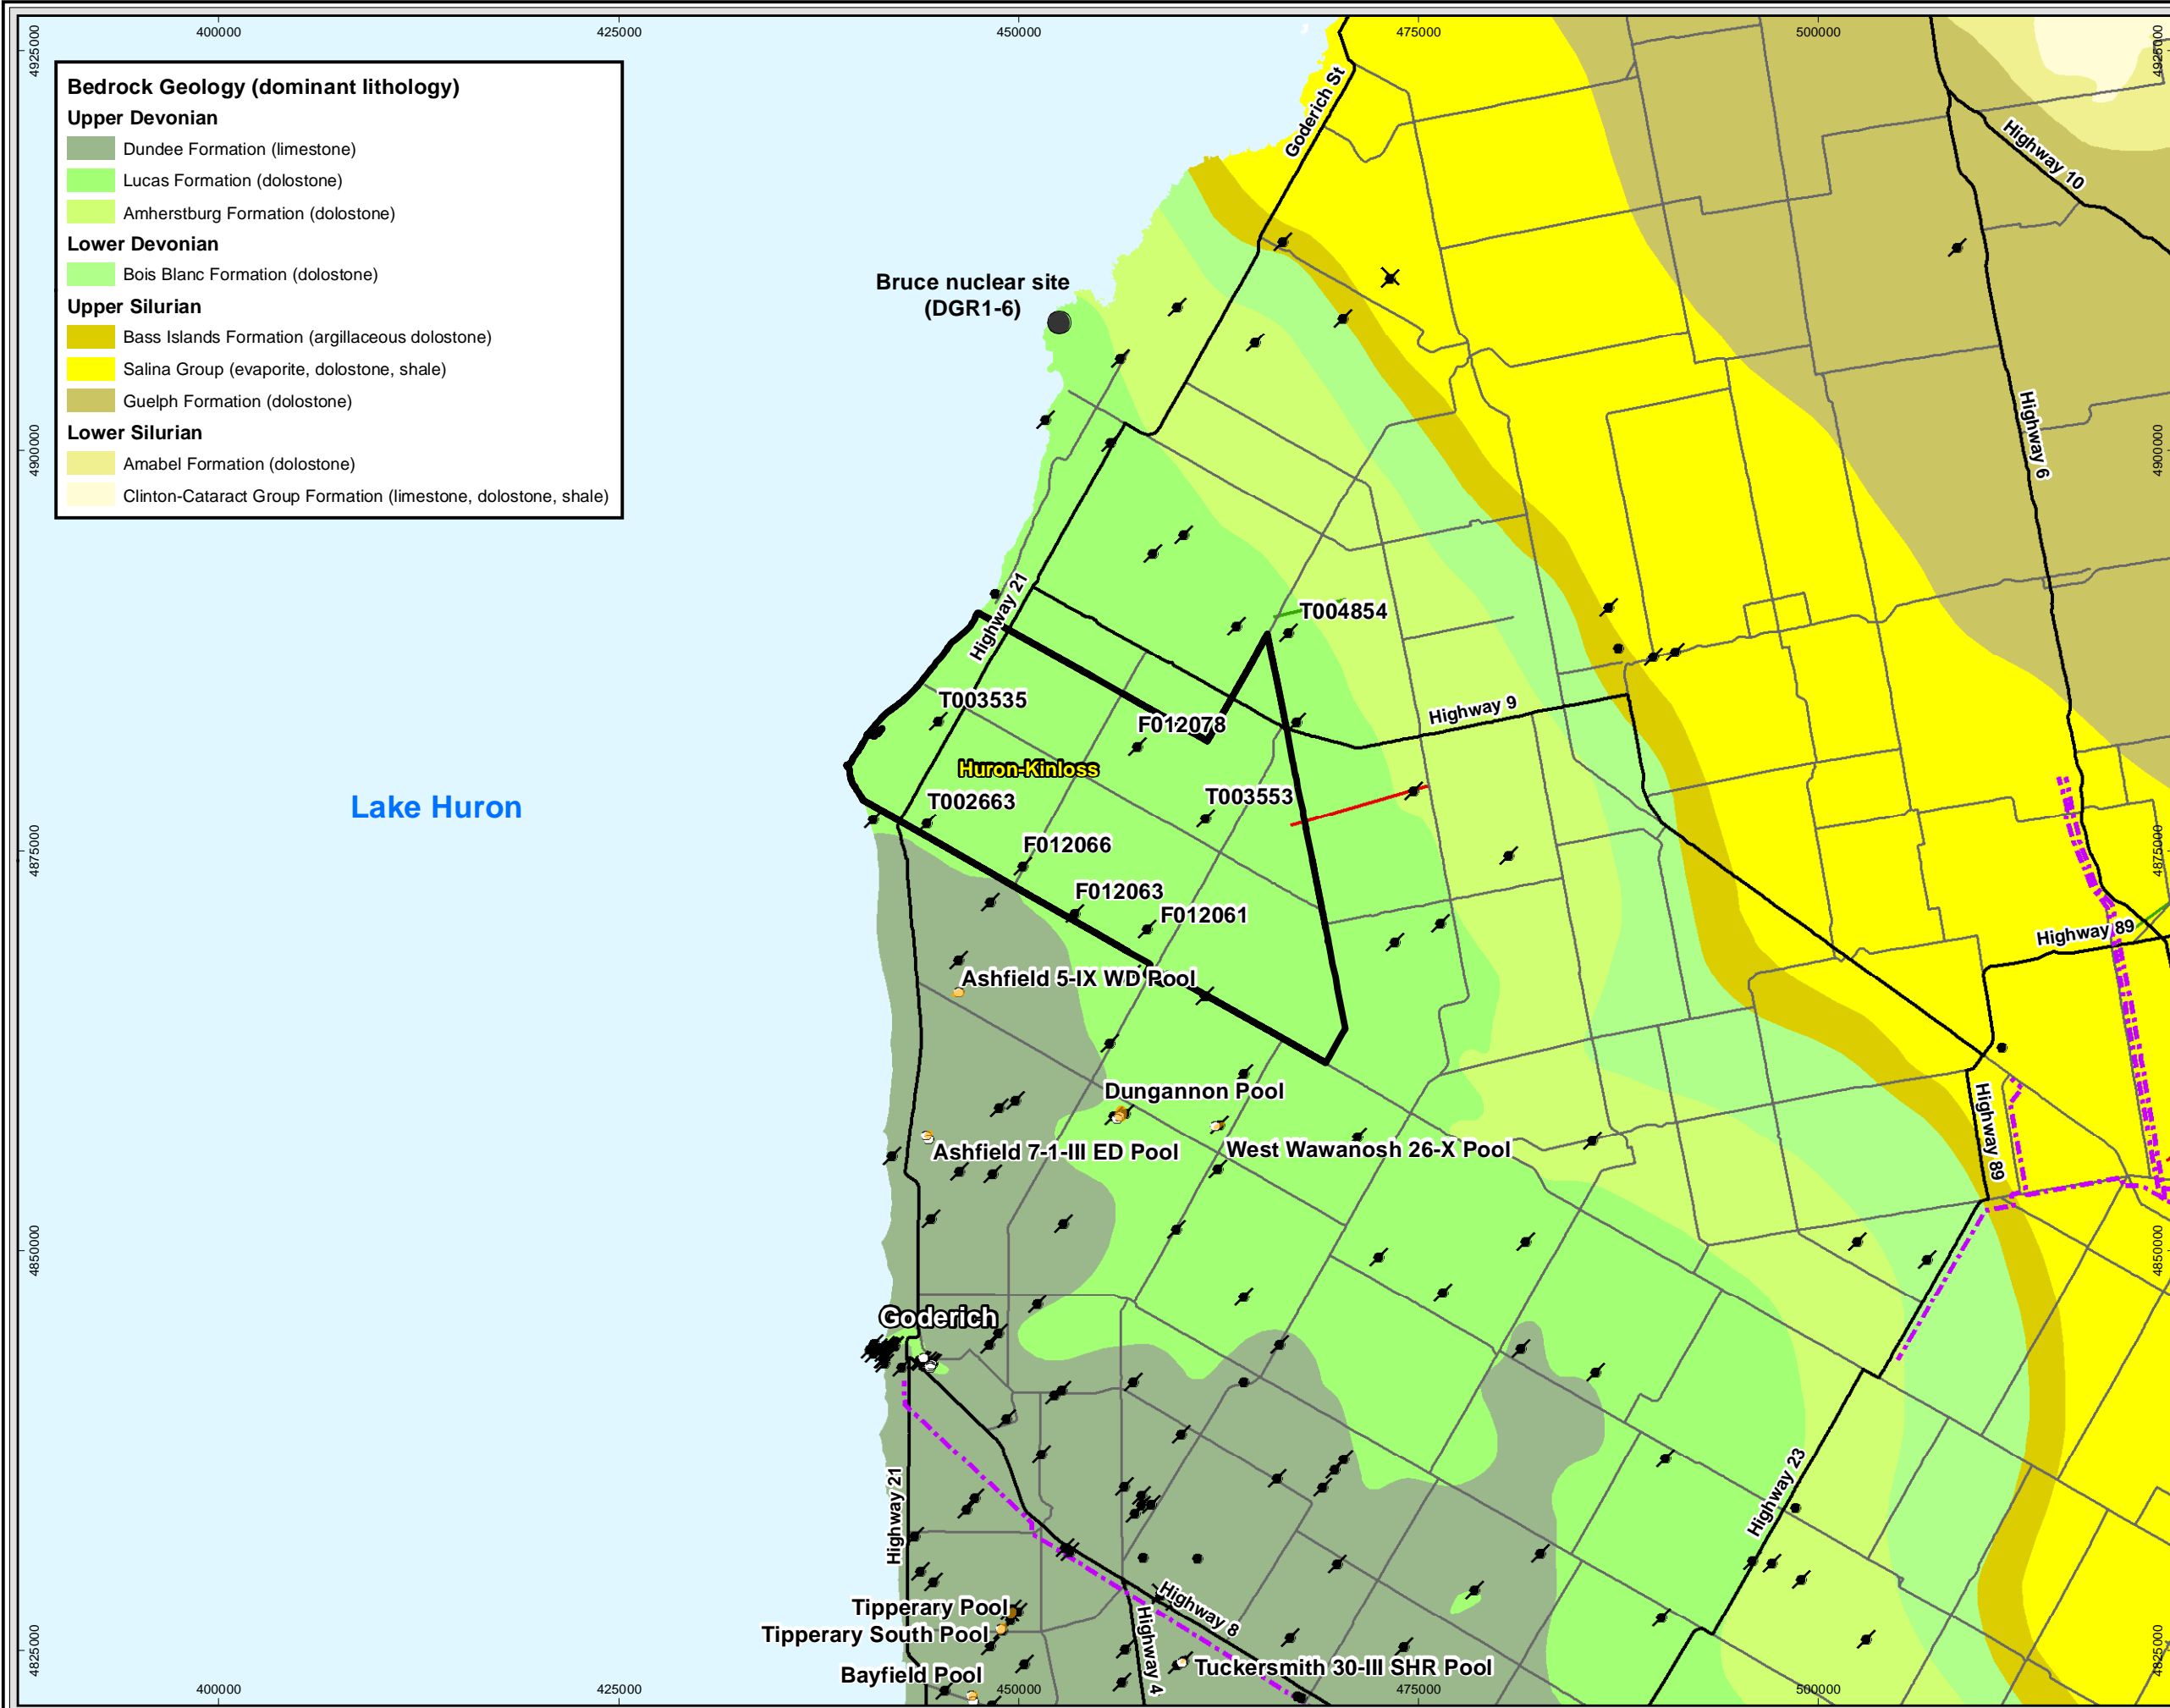 400000
425000
450000
475000
500000
4925000
4925000
Bedrock Geology (dominant lithology)
Upper Devonian
Dundee Formation (limestone)
Lucas Formation (dolostone)
Amherstburg Formation (dolostone)
Lower Devonian
Bois Blanc Formation (dolostone)
Upper Silurian
Bass Islands Formation (argillaceous dolostone)
Salina Group (evaporite, dolostone, shale)
Guelph Formation (dolostone)
Lower Silurian
Amabel Formation (dolostone)
Clinton-Cataract Group Formation (limestone, dolostone, shale)
Goderich St
Highway 10
Bruce nuclear site
(DGR1-6)
Highway 6
4900000
4900000
Highway 21
T004854
T003535
F012078
Highway 9
Huron-Kinloss
T002663
T003553
Lake Huron
F012066
4875000
4875000
F012063
F012061
Highway 89
Ashfield 5-IX WD Pool
Dungannon Pool
Highway 89
Ashfield 7-1-III ED Pool
West Wawanosh 26-X Pool
4850000
4850000
Goderich
Highway 21
Highway 23
Tipperary Pool
Highway 8
Tipperary South Pool
Highway 4
4825000
4825000
Bayfield Pool
Tuckersmith 30-III SHR Pool
400000
425000
450000
475000
500000